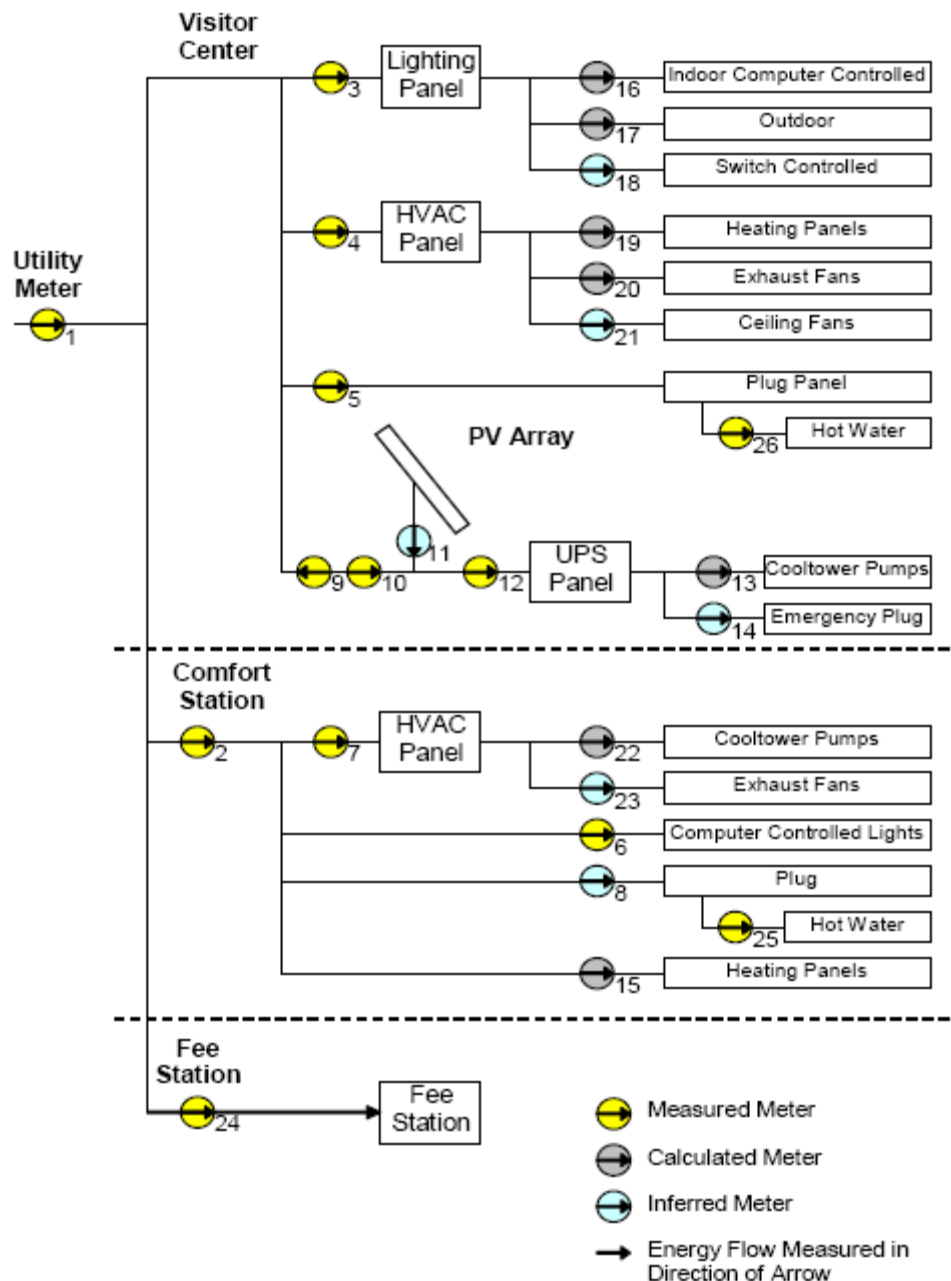 Visitor
Center
3
Lighting
Panel
16
Indoor Computer Controlled
17
Outdoor
18
Switch Controlled
4
HVAC
Panel
19
Heating Panels
20
Exhaust Fans
21
Ceiling Fans
Utility
Meter
1
5
Plug Panel
26
Hot Water
PV Array
11
9
10
12
UPS
Panel
13
Cooltower Pumps
14
Emergency Plug
Comfort
Station
2
7
HVAC
Panel
22
Cooltower Pumps
23
Exhaust Fans
6
Computer Controlled Lights
8
Plug
25
Hot Water
15
Heating Panels
Fee
Station
24
Fee
Station
Measured Meter
Calculated Meter
Inferred Meter
Energy Flow Measured in
Direction of Arrow